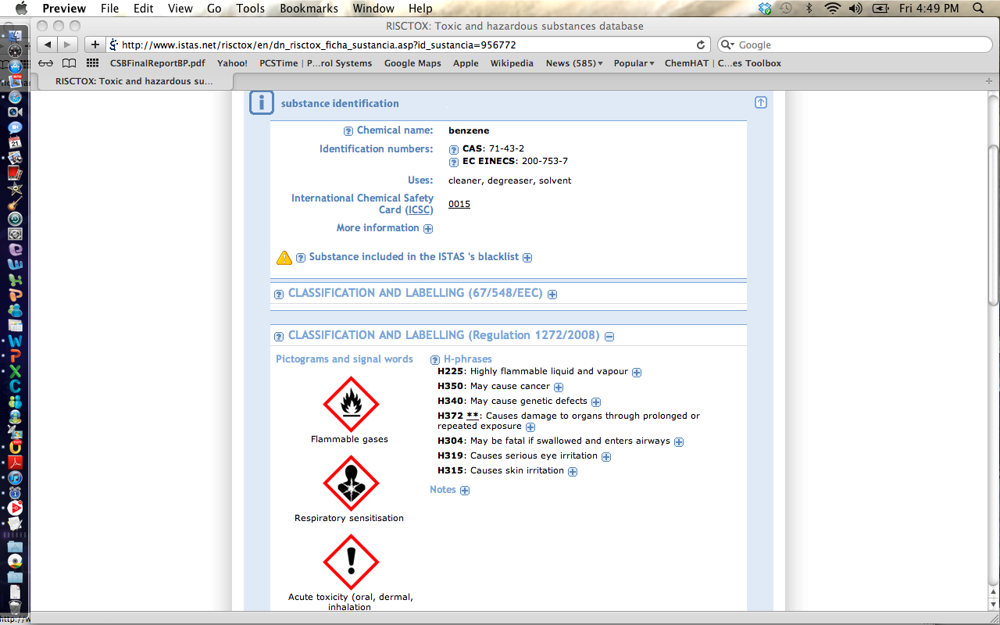 Preview File Edit View Go Tools Bookmarks Window Help Fri 4:49 PM
RISCTOX: Toxic and hazardous substances database
http://www.istas.net/risctox/en/dn_risctox_ficha_sustancia.asp?id_sustancia=956772
Google
CSBFinalReportBP.pdf Yahoo! PCSTime | P...rol Systems Google Maps Apple Wikipedia News (585) Popular ChemHAT | C...es Toolbox
RISCTOX: Toxic and hazardous su...
substance identification
Chemical name: benzene
Identification numbers: CAS: 71-43-2
EC EINECS: 200-753-7
Uses: cleaner, degreaser, solvent
International Chemical Safety
Card (ICSC) 0015
More information
Substance included in the ISTAS 's blacklist
CLASSIFICATION AND LABELLING (67/548/EEC)
CLASSIFICATION AND LABELLING (Regulation 1272/2008)
Pictograms and signal words
Flammable gases
Respiratory sensitisation
Acute toxicity (oral, dermal,
inhalation
H-phrases
H225: Highly flammable liquid and vapour
H350: May cause cancer
H340: May cause genetic defects
H372 **: Causes damage to organs through prolonged or
repeated exposure
H304: May be fatal if swallowed and enters airways
H319: Causes serious eye irritation
H315: Causes skin irritation
Notes